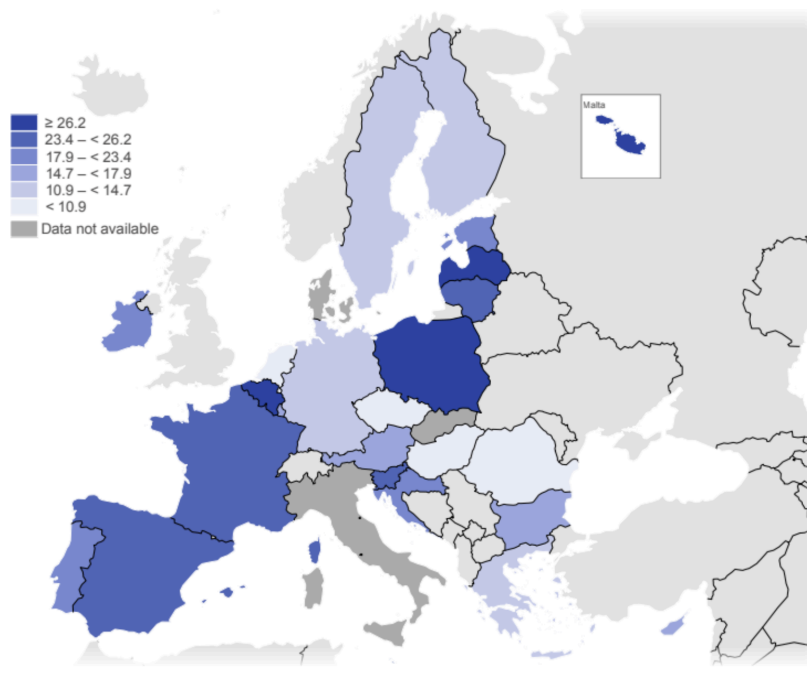 Malta
≥ 26.2
23.4 – < 26.2
17.9 – < 23.4
14.7 – < 17.9
10.9 – < 14.7
< 10.9
Data not available